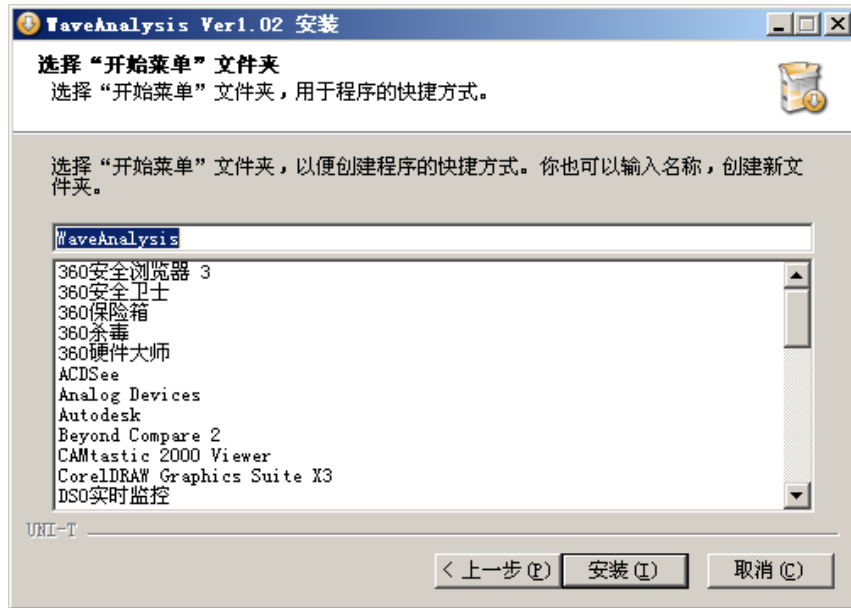 WaveAnalysis Ver1.02 安装
选择“开始菜单”文件夹
选择“开始菜单”文件夹，用于程序的快捷方式。
选择“开始菜单”文件夹，以便创建程序的快捷方式。你也可以输入名称，创建新文
件夹。
WaveAnalysis
360安全浏览器 3
360安全卫士
360保险箱
360杀毒
360硬件大师
ACDSee
Analog Devices
Autodesk
Beyond Compare 2
CAMtastic 2000 Viewer
CorelDRAW Graphics Suite X3
DSO实时监控
UNI-T
< 上一步(P)
安装(I)
取消(C)